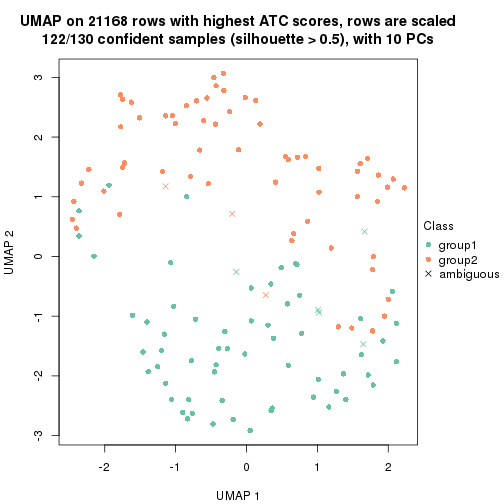 UMAP on 21168 rows with highest ATC scores, rows are scaled
122/130 confident samples (silhouette > 0.5), with 10 PCs
3
2
1
0
-1
-2
-3
UMAP 2
-2
-1
0
1
2
UMAP 1
Class
group1
group2
ambiguous